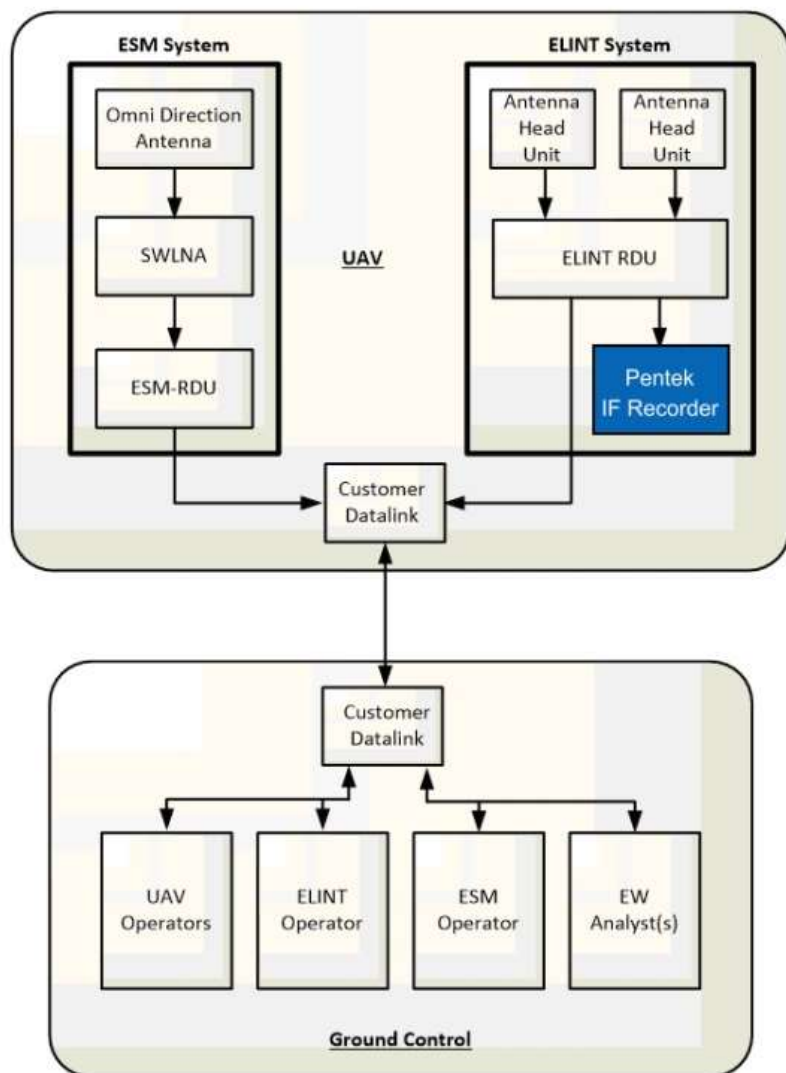 ESM System
ELINT System
Omni Direction
Antenna
SWLNA
ESM-RDU
UAV
Antenna
Head
Unit
Antenna
Head
Unit
ELINT RDU
Pentek
IF Recorder
Customer
Datalink
Customer
Datalink
UAV
Operators
ELINT
Operator
ESM
Operator
EW
Analyst(s)
Ground Control